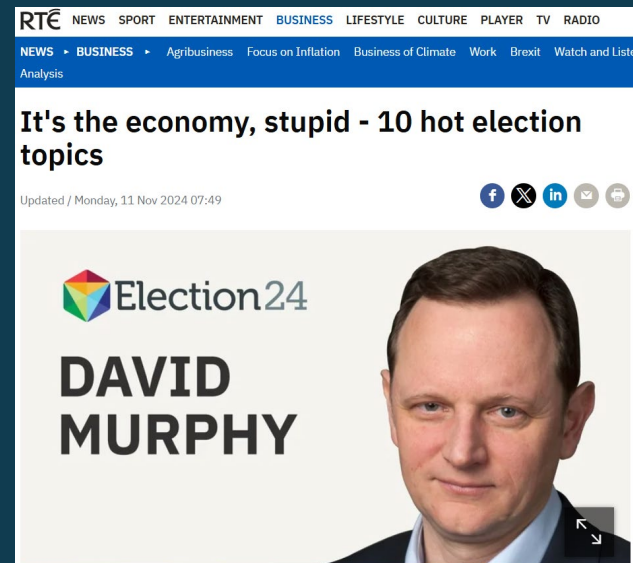 RTÉ NEWS SPORT ENTERTAINMENT BUSINESS LIFESTYLE CULTURE PLAYER TV RADIO
NEWS ▸ BUSINESS ▸ Agribusiness Focus on Inflation Business of Climate Work Brexit Watch and Liste
Analysis
It's the economy, stupid - 10 hot election
topics
Updated / Monday, 11 Nov 2024 07:49
f X in
Election24
DAVID
MURPHY